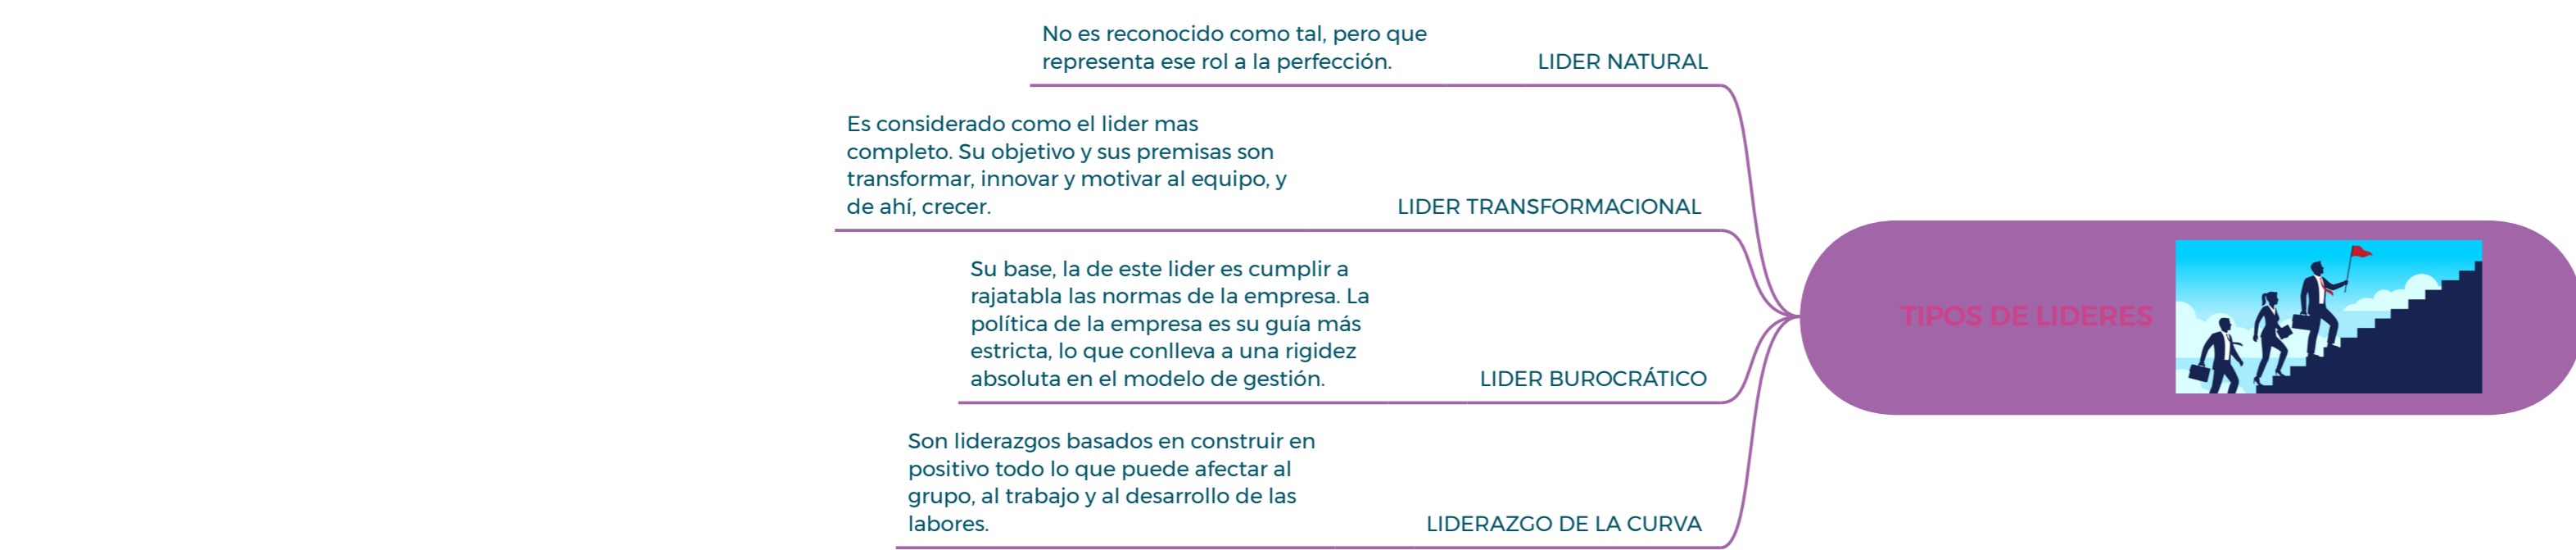 No es reconocido como tal, pero que
representa ese rol a la perfección.
LIDER NATURAL
Es considerado como el lider mas
completo. Su objetivo y sus premisas son
transformar, innovar y motivar al equipo, y
de ahí, crecer.
LIDER TRANSFORMACIONAL
Su base, la de este lider es cumplir a
rajatabla las normas de la empresa. La
política de la empresa es su guía más
estricta, lo que conlleva a una rigidez
absoluta en el modelo de gestión.
LIDER BUROCRÁTICO
Son liderazgos basados en construir en
positivo todo lo que puede afectar al
grupo, al trabajo y al desarrollo de las
labores.
LIDERAZGO DE LA CURVA
TIPOS DE LIDERES